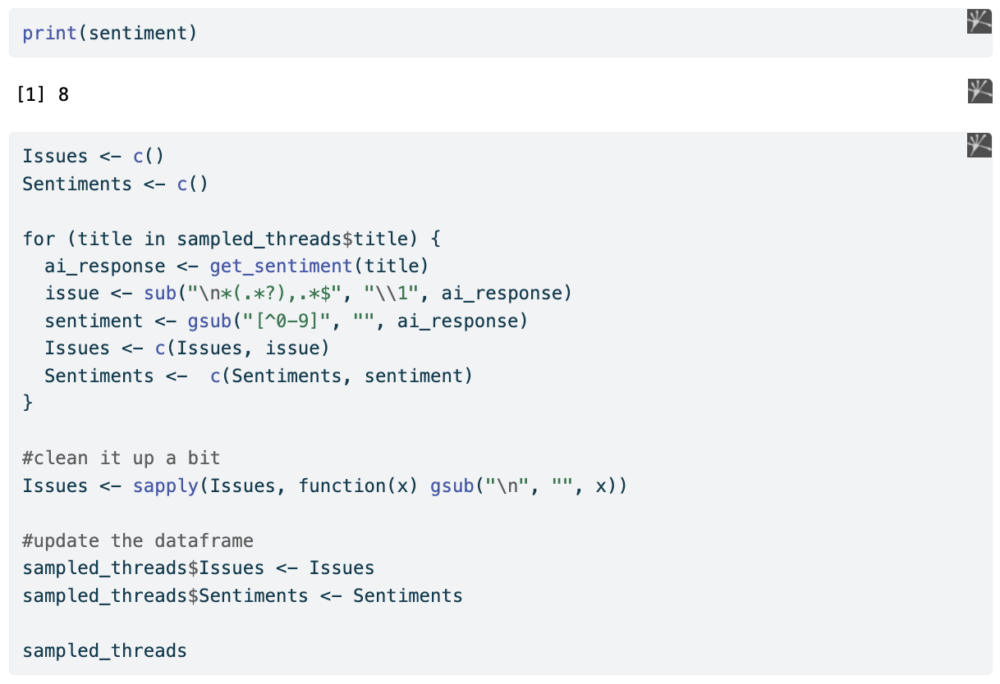 print(sentiment)
[1] 8
Issues <- c()
Sentiments <- c()
for (title in sampled_threads$title) {
  ai_response <- get_sentiment(title)
  issue <- sub("\n*(.*?),.*$", "\\1", ai_response)
  sentiment <- gsub("[^0-9]", "", ai_response)
  Issues <- c(Issues, issue)
  Sentiments <-  c(Sentiments, sentiment)
}
#clean it up a bit
Issues <- sapply(Issues, function(x) gsub("\n", "", x))
#update the dataframe
sampled_threads$Issues <- Issues
sampled_threads$Sentiments <- Sentiments
sampled_threads